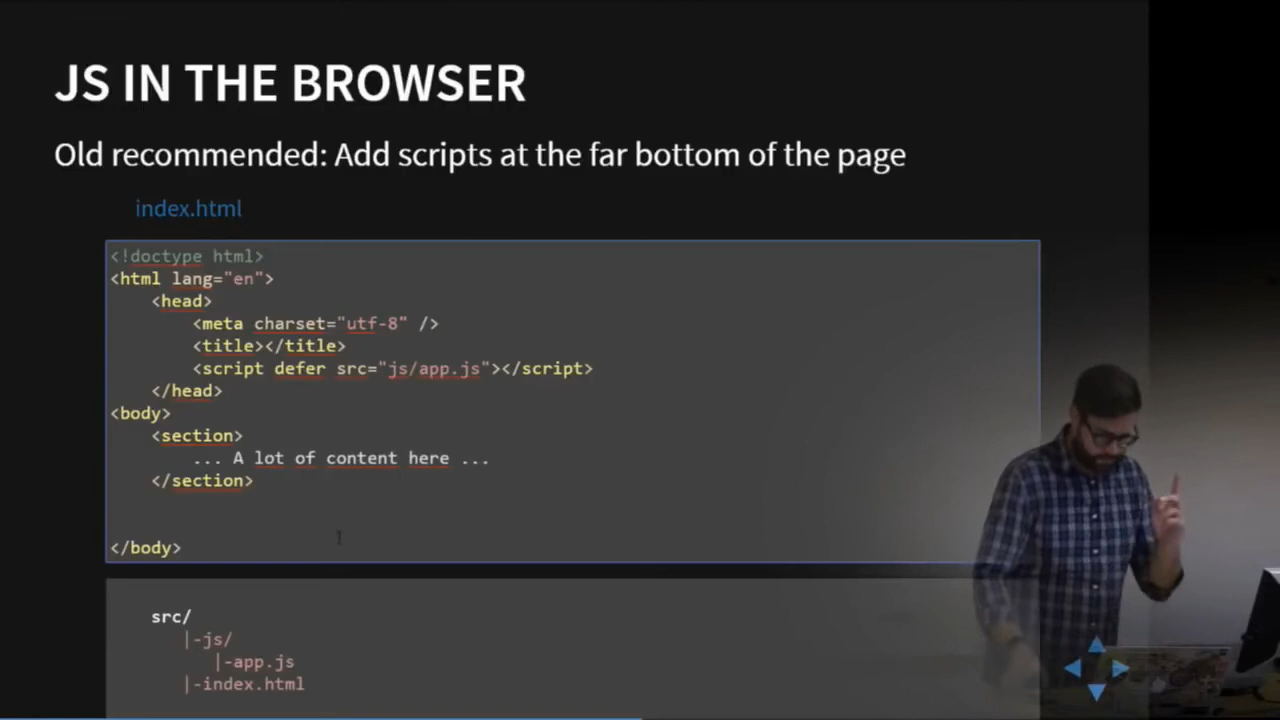 JS IN THE BROWSER
Old recommended: Add scripts at the far bottom of the page
index.html
<!doctype html>
<html lang="en">
    <head>
        <meta charset="utf-8" />
        <title></title>
        <script defer src="js/app.js"></script>
    </head>
<body>
    <section>
        ... A lot of content here ...
    </section>
</body>
src/
   |-js/
      |-app.js
   |-index.html